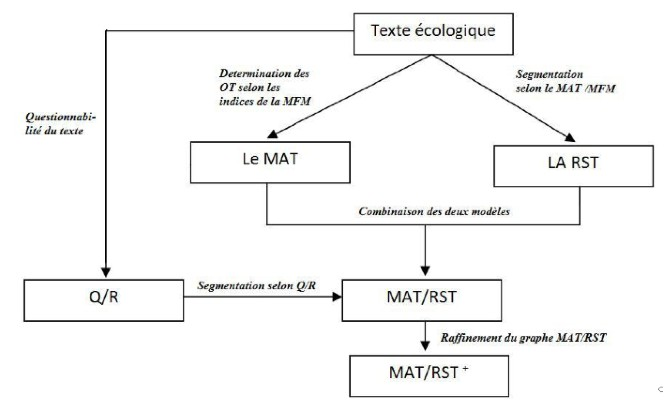 Texte écologique
Determination des
OT selon les
indices de la MFM
Segmentation
selon le MAT /MFM
Questionnabi-
lité du texte
Le MAT
LA RST
Combinaison des deux modèles
Q/R
Segmentation selon Q/R
MAT/RST
Raffinement du graphe MAT/RST
MAT/RST +